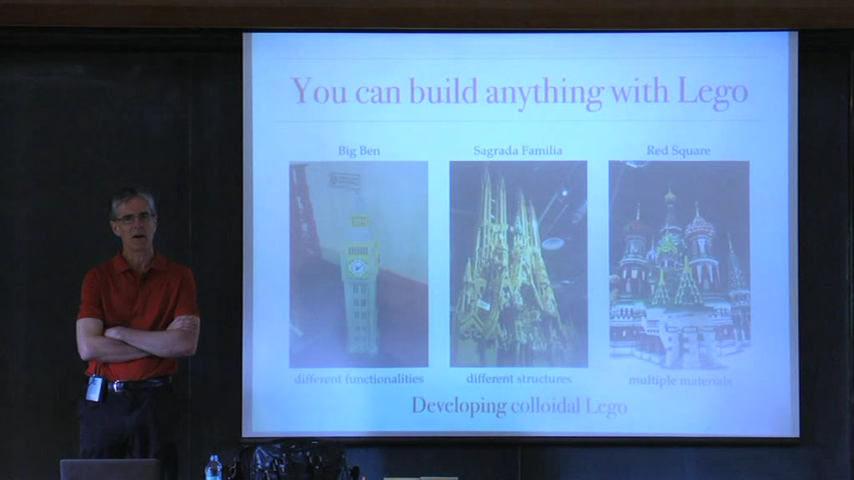 You can build anything with Lego
Big Ben
Sagrada Familia
Red Square
different functionalities
different structures
multiple materials
Developing colloidal Lego